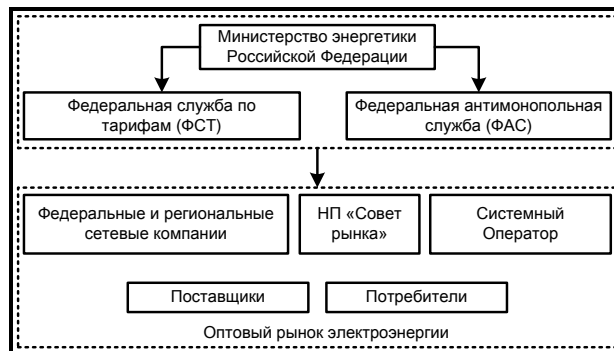 Министерство энергетики
Российской Федерации
Федеральная служба по
тарифам (ФСТ)
Федеральная антимонопольная
служба (ФАС)
Федеральные и региональные
сетевые компании
НП «Совет
рынка»
Системный
Оператор
Поставщики
Потребители
Оптовый рынок электроэнергии